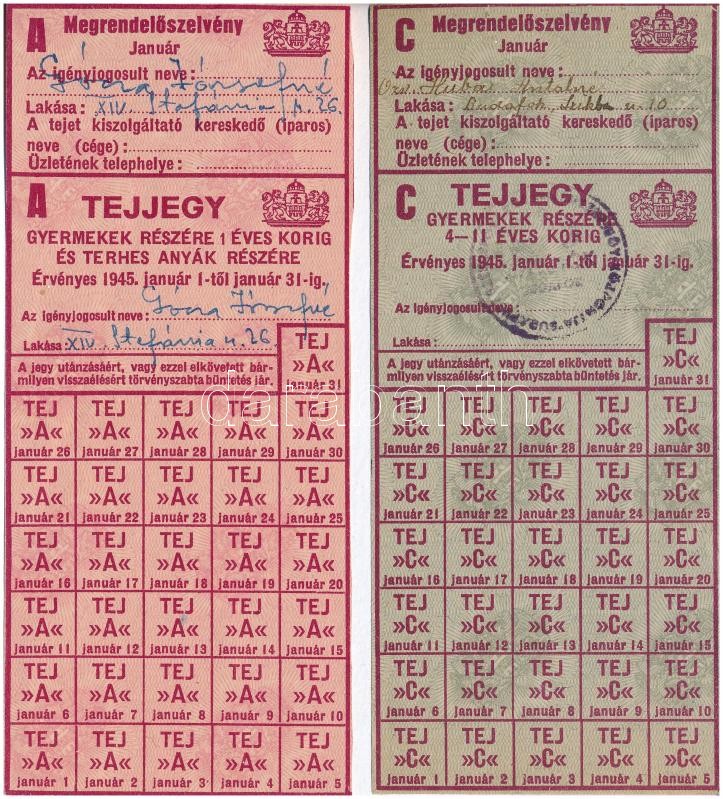 A Megrendelőszelvény
Január
Az igényjogosult neve : Gócza Józsefné
Lakása: XIV. Stefánia u. 26.
A tejet kiszolgáltató kereskedő (iparos)
neve (cége) :
Üzletének telephelye :
A TEJJEGY
GYERMEKEK RÉSZÉRE 1 ÉVES KORIG
ÉS TERHES ANYÁK RÉSZÉRE
Érvényes 1945. január 1-től január 31-ig.
Az igényjogosult neve : Józsefné
Lakása: XIV. Stefánia u. 26.
TEJ
»A«
január 31
A jegy utánzásáért, vagy ezzel elkövetett bár-
milyen visszaélésért törvényszabta büntetés jár.
TEJ TEJ TEJ TEJ TEJ
»A« »A« »A« »A« »A«
január 26 január 27 január 28 január 29 január 30
TEJ TEJ TEJ TEJ TEJ
»A« »A« »A« »A« »A«
január 21 január 22 január 23 január 24 január 25
TEJ TEJ TEJ TEJ TEJ
»A« »A« »A« »A« »A«
január 16 január 17 január 18 január 19 január 20
TEJ TEJ TEJ TEJ TEJ
»A« »A« »A« »A« »A«
január 11 január 12 január 13 január 14 január 15
TEJ TEJ TEJ TEJ TEJ
»A« »A« »A« »A« »A«
január 6 január 7 január 8 január 9 január 10
TEJ TEJ TEJ TEJ TEJ
»A« »A« »A« »A« »A«
január 1 január 2 január 3 január 4 január 5
C Megrendelőszelvény
Január
Az igényjogosult neve :
Özv. Hubai Antalné
Lakása : Budafok, u. 10
A tejet kiszolgáltató kereskedő (iparos)
neve (cége) :
Üzletének telephelye :
C TEJJEGY
GYERMEKEK RÉSZÉRE
4—11 ÉVES KORIG
Érvényes 1945. január 1-től január 31-ig.
Az igényjogosult neve :
Lakása :
TEJ
»C«
január 31
A jegy utánzásáért, vagy ezzel elkövetett bár-
milyen visszaélésért törvényszabta büntetés jár.
TEJ TEJ TEJ TEJ TEJ
»C« »C« »C« »C« »C«
január 26 január 27 január 28 január 29 január 30
TEJ TEJ TEJ TEJ TEJ
»C« »C« »C« »C« »C«
január 21 január 22 január 23 január 24 január 25
TEJ TEJ TEJ TEJ TEJ
»C« »C« »C« »C« »C«
január 16 január 17 január 18 január 19 január 20
TEJ TEJ TEJ TEJ TEJ
»C« »C« »C« »C« »C«
január 11 január 12 január 13 január 14 január 15
TEJ TEJ TEJ TEJ TEJ
»C« »C« »C« »C« »C«
január 6 január 7 január 8 január 9 január 10
TEJ TEJ TEJ TEJ TEJ
»C« »C« »C« »C« »C«
január 1 január 2 január 3 január 4 január 5
darabanth